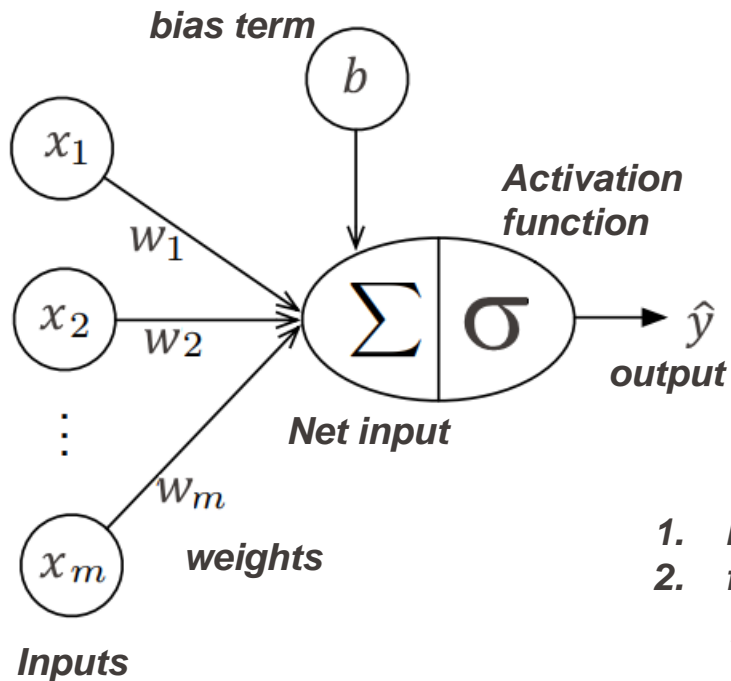 bias term
b
x₁
Activation
function
w₁
x₂
w₂
∑ σ
ŷ
output
Net input
⋮
wₘ
xₘ
weights
1.
2.
Inputs